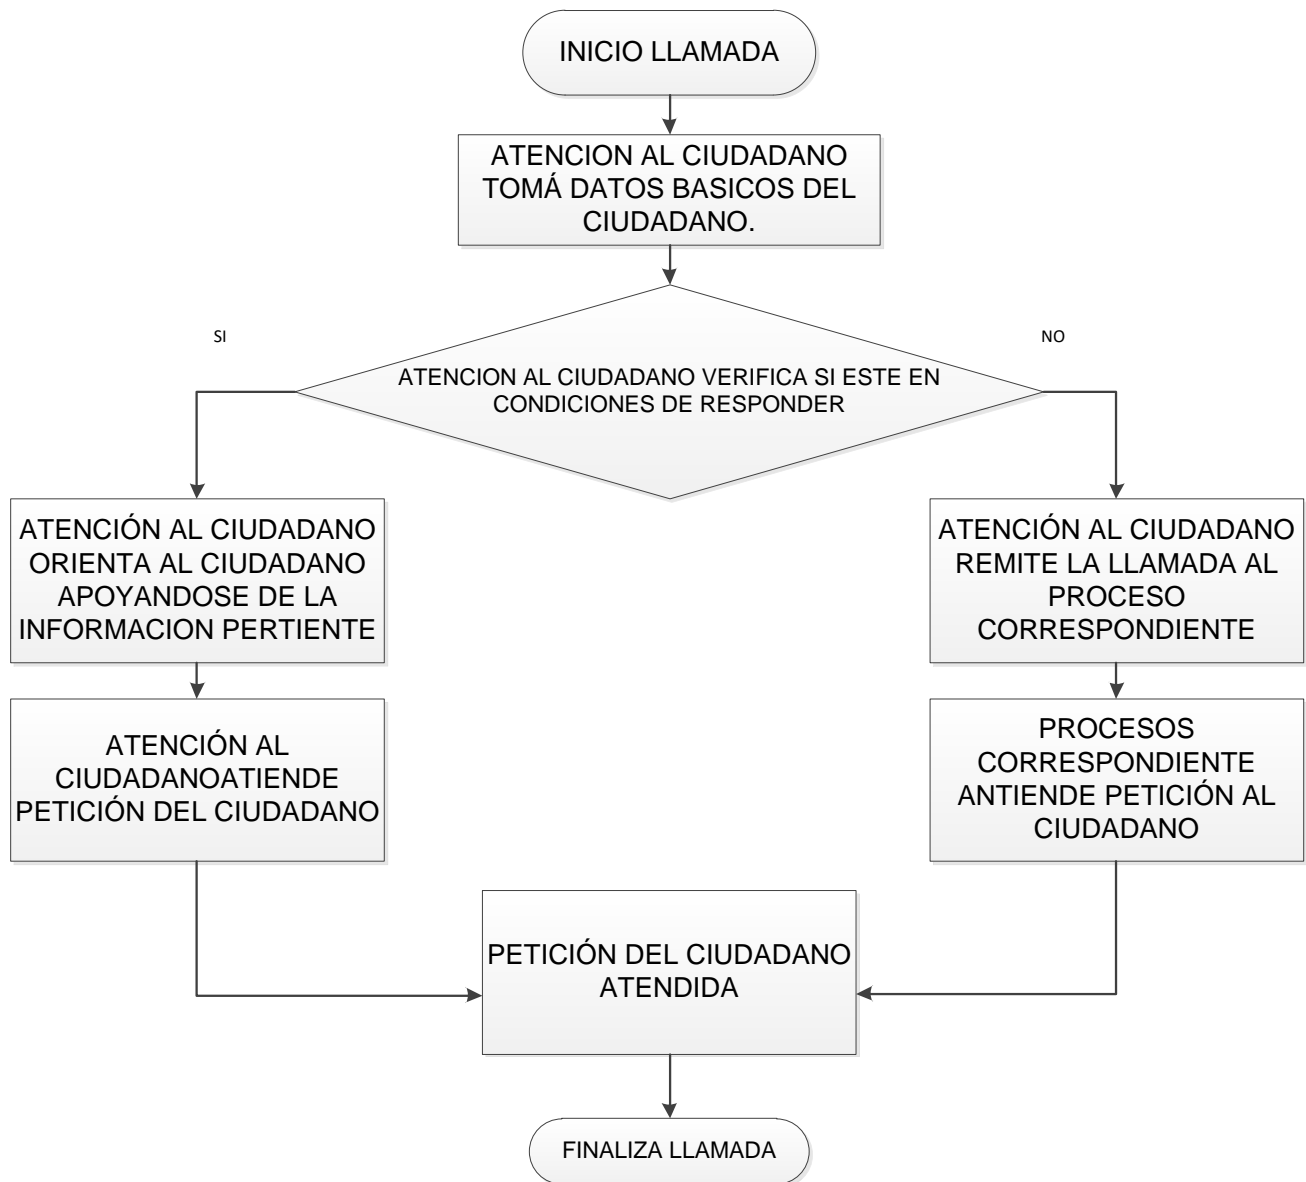 INICIO LLAMADA
ATENCION AL CIUDADANO
TOMÁ DATOS BASICOS DEL
CIUDADANO.
SI
NO
ATENCION AL CIUDADANO VERIFICA SI ESTE EN
CONDICIONES DE RESPONDER
ATENCIÓN AL CIUDADANO
ORIENTA AL CIUDADANO
APOYANDOSE DE LA
INFORMACION PERTIENTE
ATENCIÓN AL CIUDADANO
REMITE LA LLAMADA AL
PROCESO
CORRESPONDIENTE
ATENCIÓN AL
CIUDADANOATIENDE
PETICIÓN DEL CIUDADANO
PROCESOS
CORRESPONDIENTE
ANTIENDE PETICIÓN AL
CIUDADANO
PETICIÓN DEL CIUDADANO
ATENDIDA
FINALIZA LLAMADA